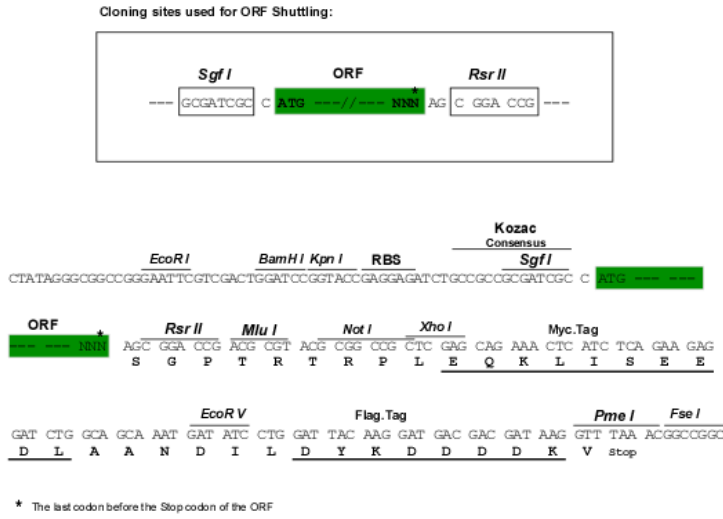 Cloning sites used for ORF Shuttling:
Sgf I ORF Rsr II
*
--- GCGATCGC C ATG ---//--- NNN AG C GGA CCG ---
Kozac
Consensus
EcoR I BamH I Kpn I RBS Sgf I
CTATAGGGCGGCCGGGAATTCGTCGACTGGATCCGGTACCGAGGAGATCTGCCGCCGCGATCGC C ATG --- ---
ORF * Rsr II Mlu I Not I Xho I Myc.Tag
--- --- NNN AGC GGA CCG ACG CGT ACG CGG CCG CTC GAG CAG AAA CTC ATC TCA GAA GAG
S G P T R T R P L E Q K L I S E E
EcoR V Flag.Tag Pme I Fse I
GAT CTG GCA GCA AAT GAT ATC CTG GAT TAC AAG GAT GAC GAC GAT AAG GTT TAA ACGGCCGGC
D L A A N D I L D Y K D D D D K V Stop
* The last codon before the Stop codon of the ORF